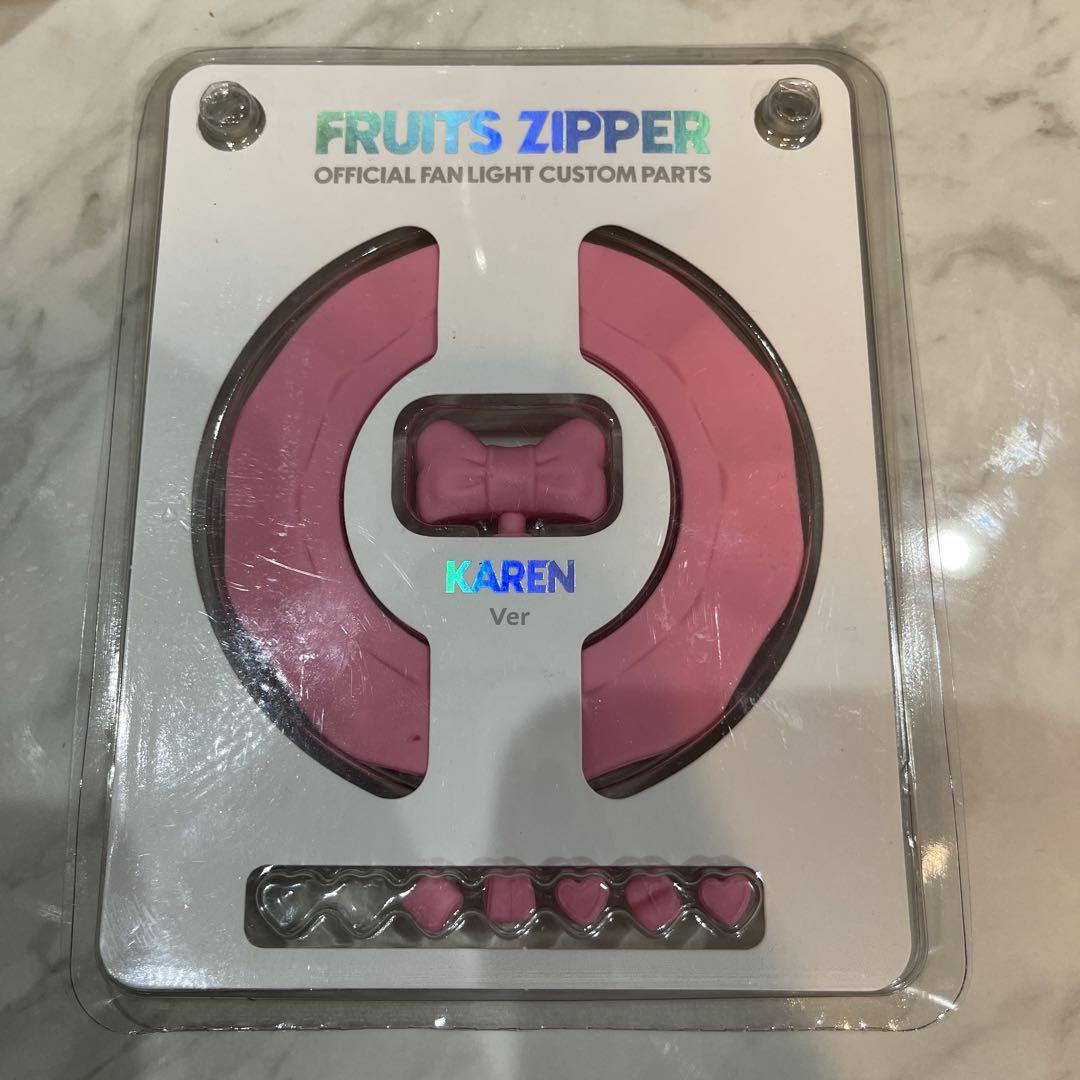 FRUITS ZIPPER
OFFICIAL FAN LIGHT CUSTOM PARTS
KAREN
Ver